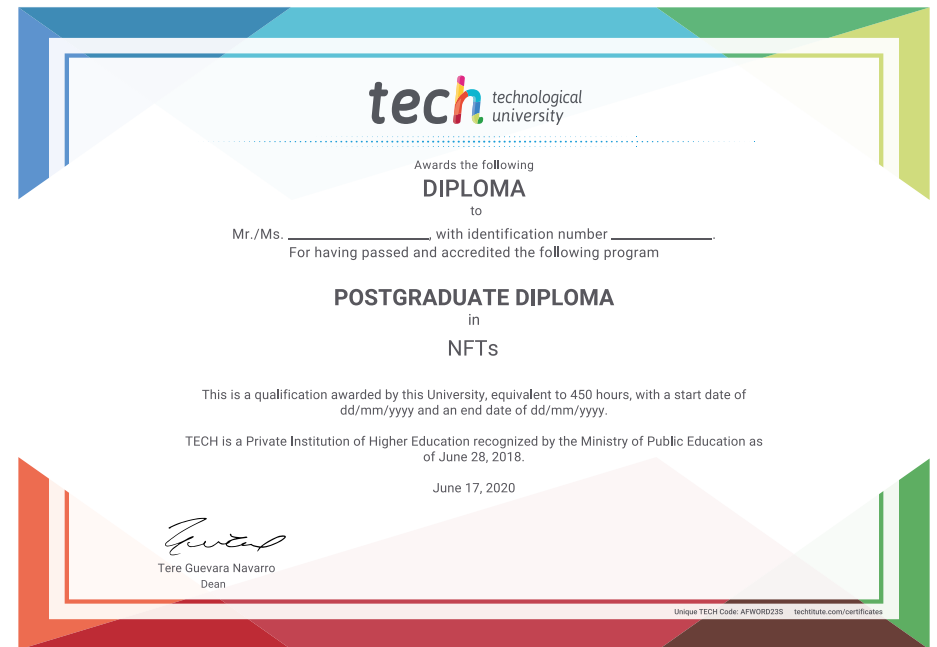 tech technological
university
Awards the following
DIPLOMA
to
Mr./Ms. ____________________, with identification number ______________.
For having passed and accredited the following program
POSTGRADUATE DIPLOMA
in
NFTs
This is a qualification awarded by this University, equivalent to 450 hours, with a start date of
dd/mm/yyyy and an end date of dd/mm/yyyy.
TECH is a Private Institution of Higher Education recognized by the Ministry of Public Education as
of June 28, 2018.
June 17, 2020
Tere Guevara Navarro
Dean
Unique TECH Code: AFWORD23S techtitute.com/certificates